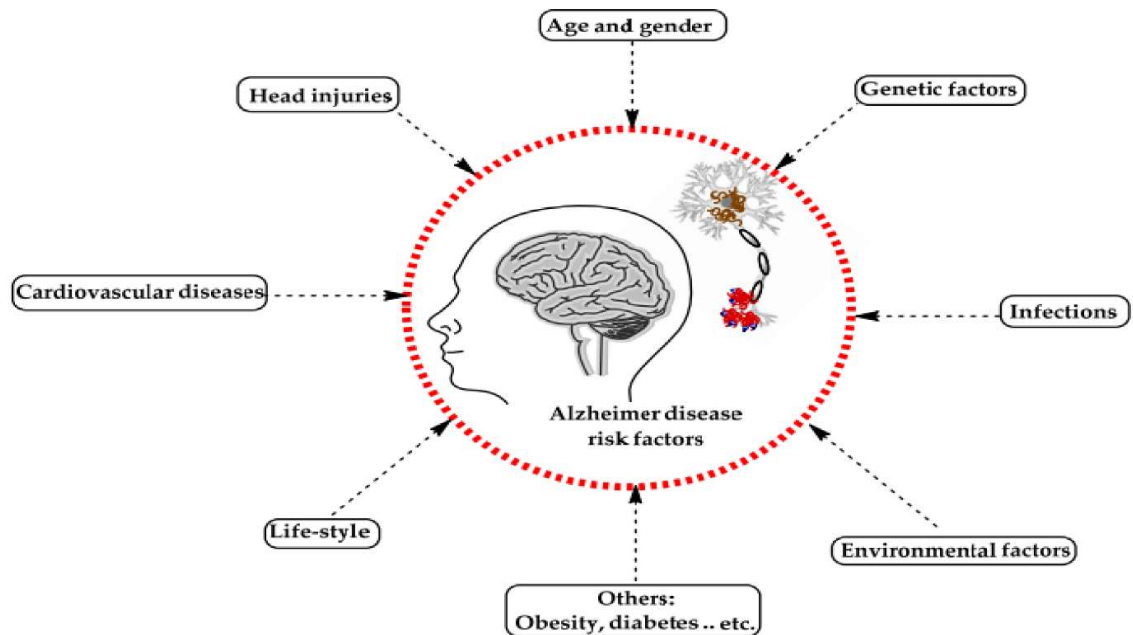 Age and gender
Head injuries
Genetic factors
Cardiovascular diseases
Infections
Alzheimer disease
risk factors
Life-style
Environmental factors
Others:
Obesity, diabetes .. etc.